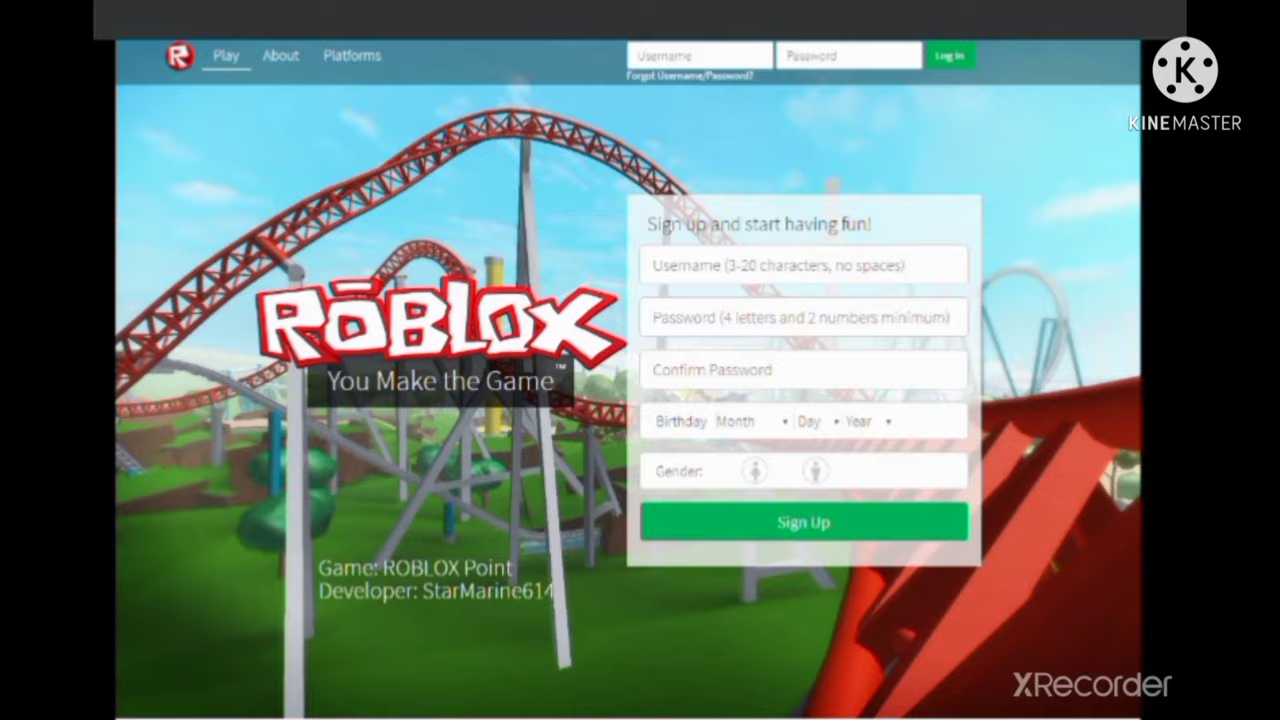 Play About Platforms
Username Password Log In
Forgot Username/Password?
KINEMASTER
Sign up and start having fun!
Username (3-20 characters, no spaces)
Password (4 letters and 2 numbers minimum)
Confirm Password
Birthday Month Day Year
Gender:
Sign Up
ROBLOX™
You Make the Game
Game: ROBLOX Point
Developer: StarMarine614
XRecorder